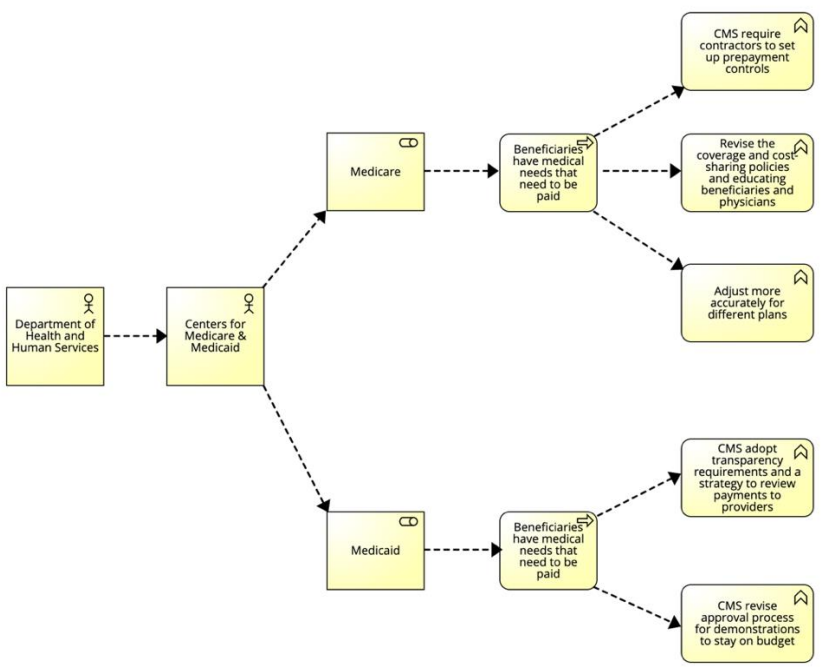 Department of
Health and
Human Services
Centers for
Medicare &
Medicaid
Medicare
Beneficiaries
have medical
needs that
need to be
paid
CMS require
contractors to set
up prepayment
controls
Revise the
coverage and cost-
sharing policies
and educating
beneficiaries and
physicians
Adjust more
accurately for
different plans
Medicaid
Beneficiaries
have medical
needs that
need to be
paid
CMS adopt
transparency
requirements and a
strategy to review
payments to
providers
CMS revise
approval process
for demonstrations
to stay on budget